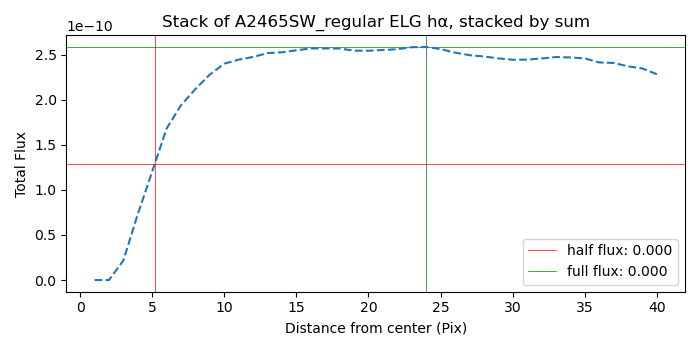 Stack of A2465SW_regular ELG hα, stacked by sum
1e−10
2.5
2.0
1.5
1.0
0.5
0.0
Total Flux
half flux: 0.000
full flux: 0.000
0 5 10 15 20 25 30 35 40
Distance from center (Pix)